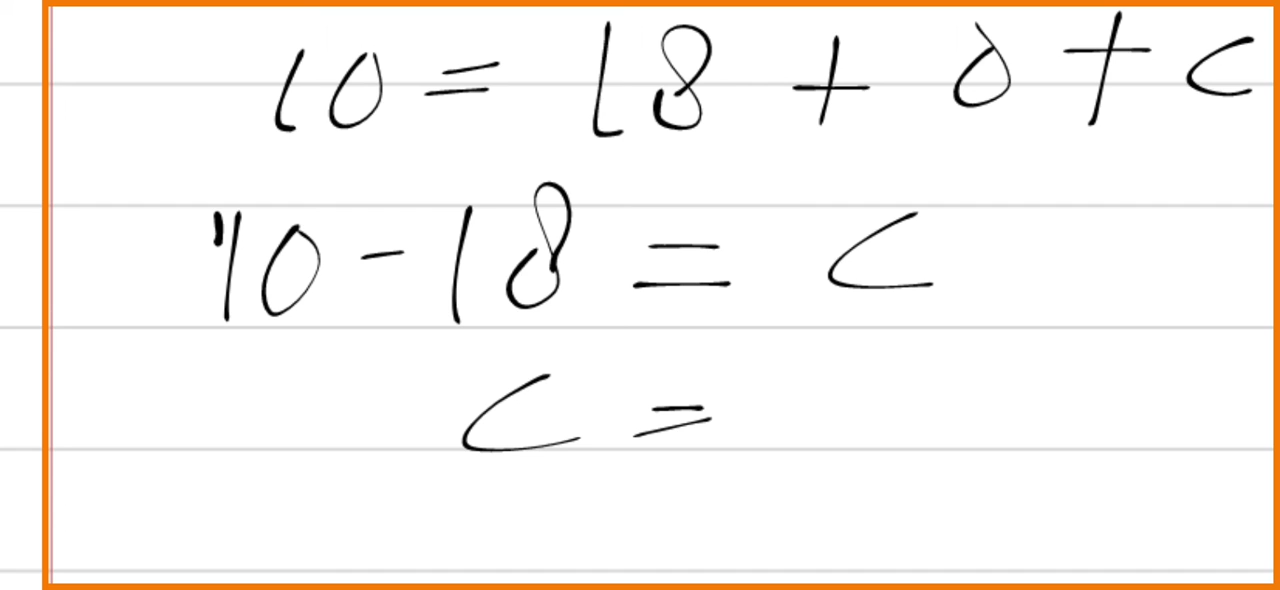 10 = 18 + 0 + c
10 - 18 = c
c =